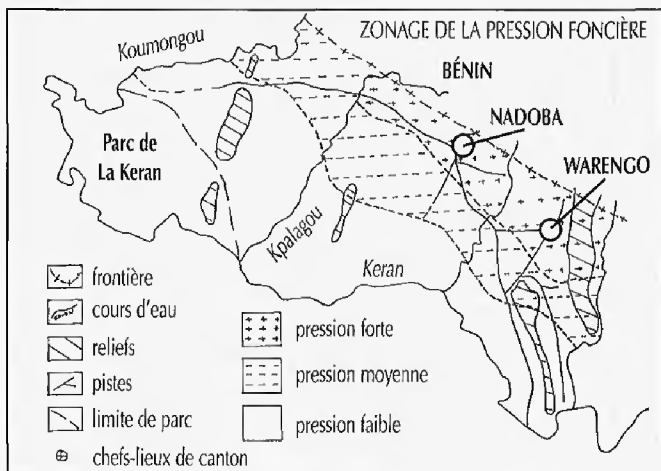 ZONAGE DE LA PRESSION FONCIÈRE
Koumongou
BÉNIN
NADOBA
Parc de
La Keran
WARENGO
Kpalagou
Keran
frontière
cours d'eau
reliefs
pistes
limite de parc
chefs-lieux de canton
pression forte
pression moyenne
pression faible